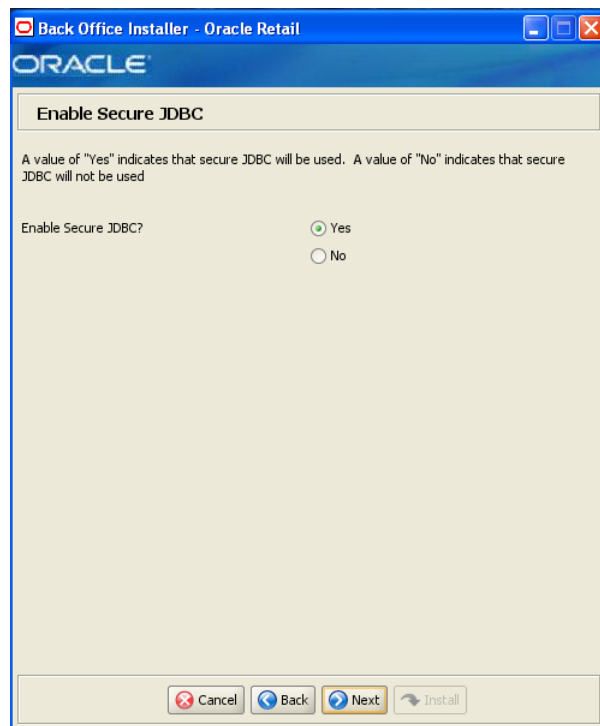 Back Office Installer - Oracle Retail
ORACLE
Enable Secure JDBC
A value of "Yes" indicates that secure JDBC will be used. A value of "No" indicates that secure
JDBC will not be used
Enable Secure JDBC?
Yes
No
Cancel
Back
Next
Install